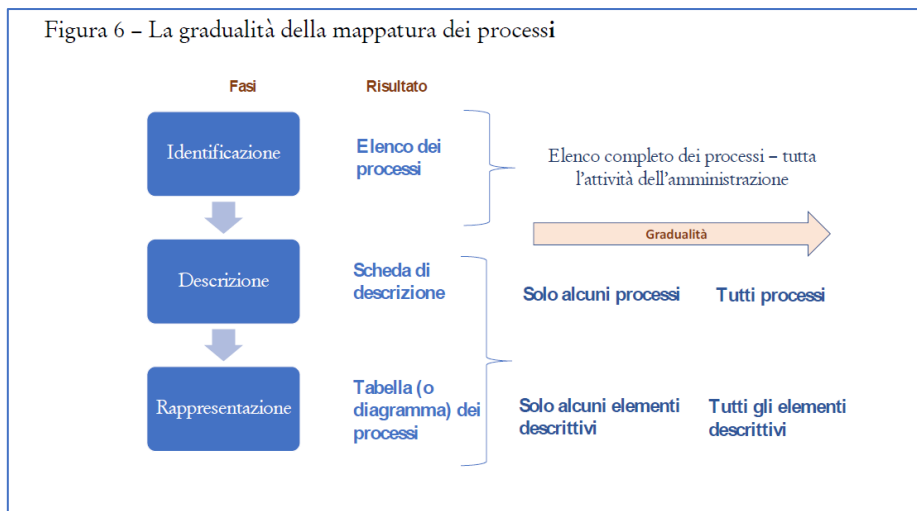 Figura 6 – La gradualità della mappatura dei processi
Fasi
Risultato
Identificazione
Elenco dei
processi
Elenco completo dei processi – tutta
l'attività dell'amministrazione
Gradualità
Descrizione
Scheda di
descrizione
Solo alcuni processi
Tutti processi
Rappresentazione
Tabella (o
diagramma) dei
processi
Solo alcuni elementi
descrittivi
Tutti gli elementi
descrittivi